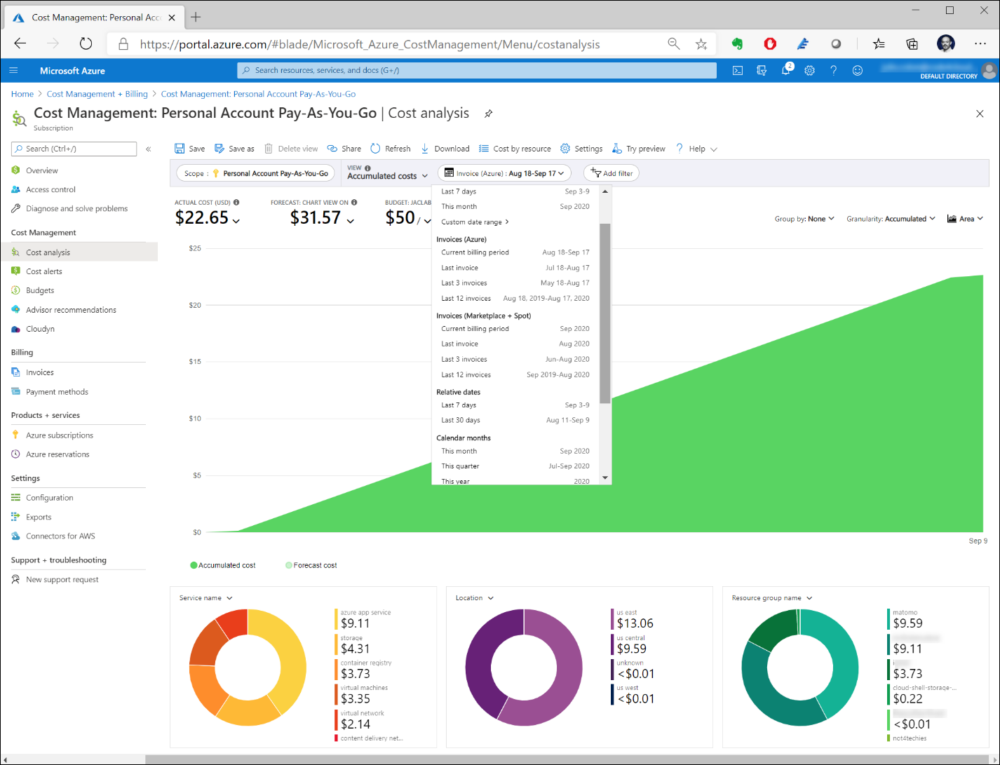 Cost Management: Personal Acc
https://portal.azure.com/#blade/Microsoft_Azure_CostManagement/Menu/costanalysis
Microsoft Azure
Search resources, services, and docs (G+/)
2
DEFAULT DIRECTORY
Home > Cost Management + Billing > Cost Management: Personal Account Pay-As-You-Go
Cost Management: Personal Account Pay-As-You-Go | Cost analysis
Subscription
Search (Ctrl+/)
Overview
Access control
Diagnose and solve problems
Cost Management
Cost analysis
Cost alerts
Budgets
Advisor recommendations
Cloudyn
Billing
Invoices
Payment methods
Products + services
Azure subscriptions
Azure reservations
Settings
Configuration
Exports
Connectors for AWS
Support + troubleshooting
New support request
Save Save as Delete view Share Refresh Download Cost by resource Settings Try preview Help
Scope : Personal Account Pay-As-You-Go
VIEW
Accumulated costs
Invoice (Azure) : Aug 18-Sep 17
Add filter
ACTUAL COST (USD)
$22.65
FORECAST: CHART VIEW ON
$31.57
BUDGET: JACLAB
$50 /
Group by: None
Granularity: Accumulated
Area
Last 7 days Sep 3-9
This month Sep 2020
Custom date range >
Invoices (Azure)
Current billing period Aug 18-Sep 17
Last invoice Jul 18-Aug 17
Last 3 invoices May 18-Aug 17
Last 12 invoices Aug 18, 2019-Aug 17, 2020
Invoices (Marketplace + Spot)
Current billing period Sep 2020
Last invoice Aug 2020
Last 3 invoices Jun-Aug 2020
Last 12 invoices Sep 2019-Aug 2020
Relative dates
Last 7 days Sep 3-9
Last 30 days Aug 11-Sep 9
Calendar months
This month Sep 2020
This quarter Jul-Sep 2020
This year 2020
$25
$20
$15
$10
$5
$0
Sep 9
Accumulated cost
Forecast cost
Service name
azure app service
$9.11
storage
$4.31
container registry
$3.73
virtual machines
$3.35
virtual network
$2.14
content delivery net...
Location
us east
$13.06
us central
$9.59
unknown
<$0.01
us west
<$0.01
Resource group name
matomo
$9.59
$9.11
$3.73
cloud-shell-storage-...
$0.22
<$0.01
not4techies